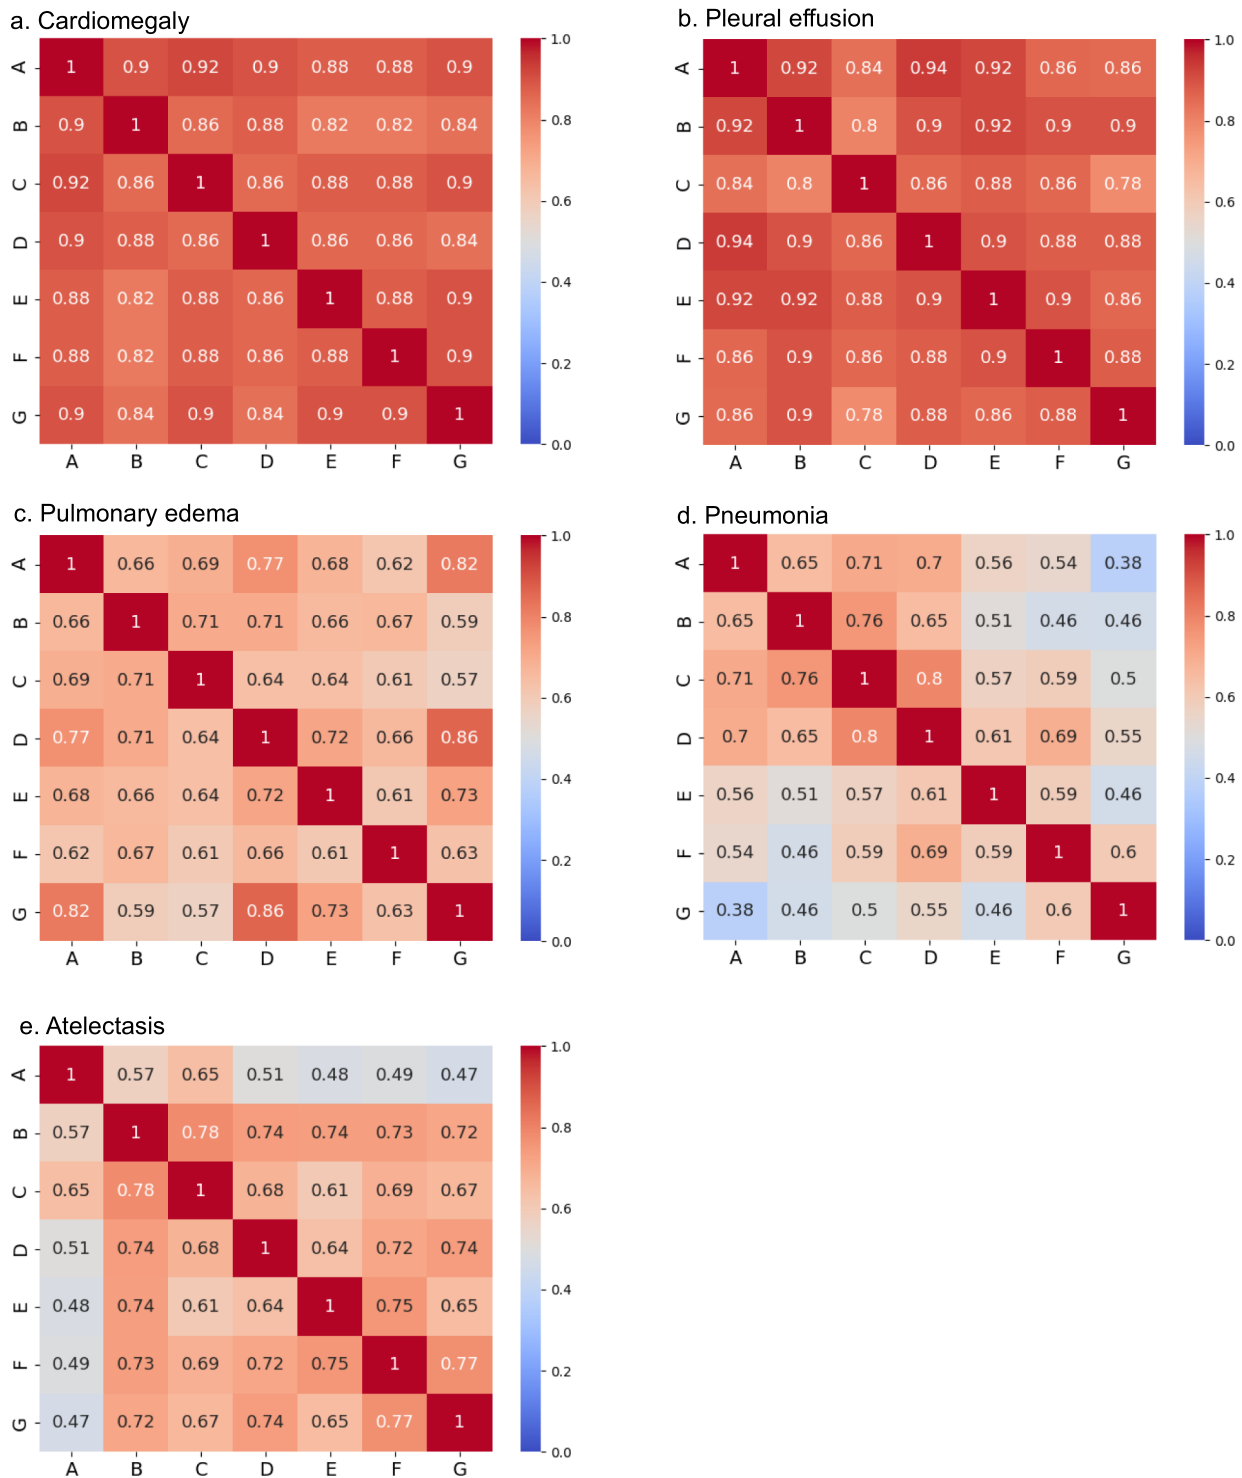 a. Cardiomegaly
A 1 0.9 0.92 0.9 0.88 0.88 0.9
B 0.9 1 0.86 0.88 0.82 0.82 0.84
C 0.92 0.86 1 0.86 0.88 0.88 0.9
D 0.9 0.88 0.86 1 0.86 0.86 0.84
E 0.88 0.82 0.88 0.86 1 0.88 0.9
F 0.88 0.82 0.88 0.86 0.88 1 0.9
G 0.9 0.84 0.9 0.84 0.9 0.9 1
A B C D E F G
1.0
0.8
0.6
0.4
0.2
0.0
b. Pleural effusion
A 1 0.92 0.84 0.94 0.92 0.86 0.86
B 0.92 1 0.8 0.9 0.92 0.9 0.9
C 0.84 0.8 1 0.86 0.88 0.86 0.78
D 0.94 0.9 0.86 1 0.9 0.88 0.88
E 0.92 0.92 0.88 0.9 1 0.9 0.86
F 0.86 0.9 0.86 0.88 0.9 1 0.88
G 0.86 0.9 0.78 0.88 0.86 0.88 1
A B C D E F G
1.0
0.8
0.6
0.4
0.2
0.0
c. Pulmonary edema
A 1 0.66 0.69 0.77 0.68 0.62 0.82
B 0.66 1 0.71 0.71 0.66 0.67 0.59
C 0.69 0.71 1 0.64 0.64 0.61 0.57
D 0.77 0.71 0.64 1 0.72 0.66 0.86
E 0.68 0.66 0.64 0.72 1 0.61 0.73
F 0.62 0.67 0.61 0.66 0.61 1 0.63
G 0.82 0.59 0.57 0.86 0.73 0.63 1
A B C D E F G
1.0
0.8
0.6
0.4
0.2
0.0
d. Pneumonia
A 1 0.65 0.71 0.7 0.56 0.54 0.38
B 0.65 1 0.76 0.65 0.51 0.46 0.46
C 0.71 0.76 1 0.8 0.57 0.59 0.5
D 0.7 0.65 0.8 1 0.61 0.69 0.55
E 0.56 0.51 0.57 0.61 1 0.59 0.46
F 0.54 0.46 0.59 0.69 0.59 1 0.6
G 0.38 0.46 0.5 0.55 0.46 0.6 1
A B C D E F G
1.0
0.8
0.6
0.4
0.2
0.0
e. Atelectasis
A 1 0.57 0.65 0.51 0.48 0.49 0.47
B 0.57 1 0.78 0.74 0.74 0.73 0.72
C 0.65 0.78 1 0.68 0.61 0.69 0.67
D 0.51 0.74 0.68 1 0.64 0.72 0.74
E 0.48 0.74 0.61 0.64 1 0.75 0.65
F 0.49 0.73 0.69 0.72 0.75 1 0.77
G 0.47 0.72 0.67 0.74 0.65 0.77 1
A B C D E F G
1.0
0.8
0.6
0.4
0.2
0.0